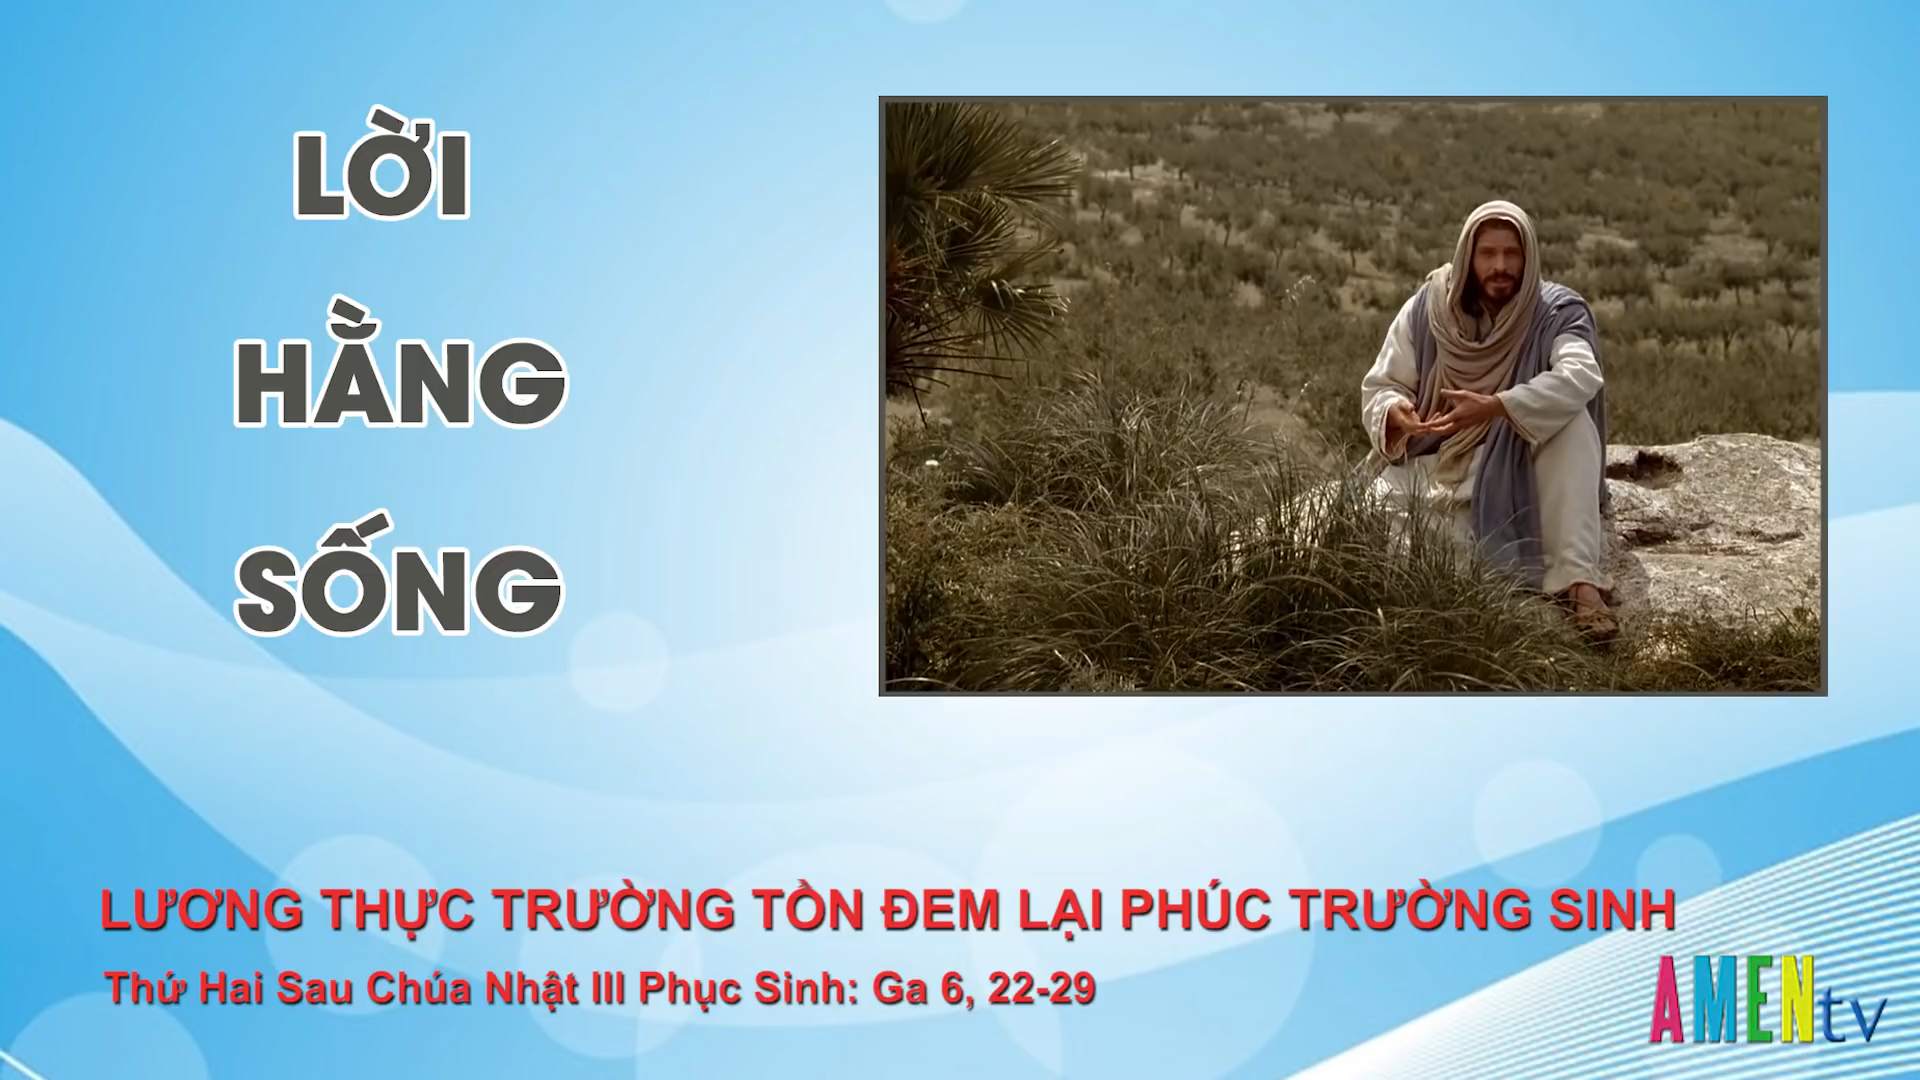 LỜI
HẰNG
SỐNG
LƯƠNG THỰC TRƯỜNG TỒN ĐEM LẠI PHÚC TRƯỜNG SINH
Thứ Hai Sau Chúa Nhật III Phục Sinh: Ga 6, 22-29
AMENtv